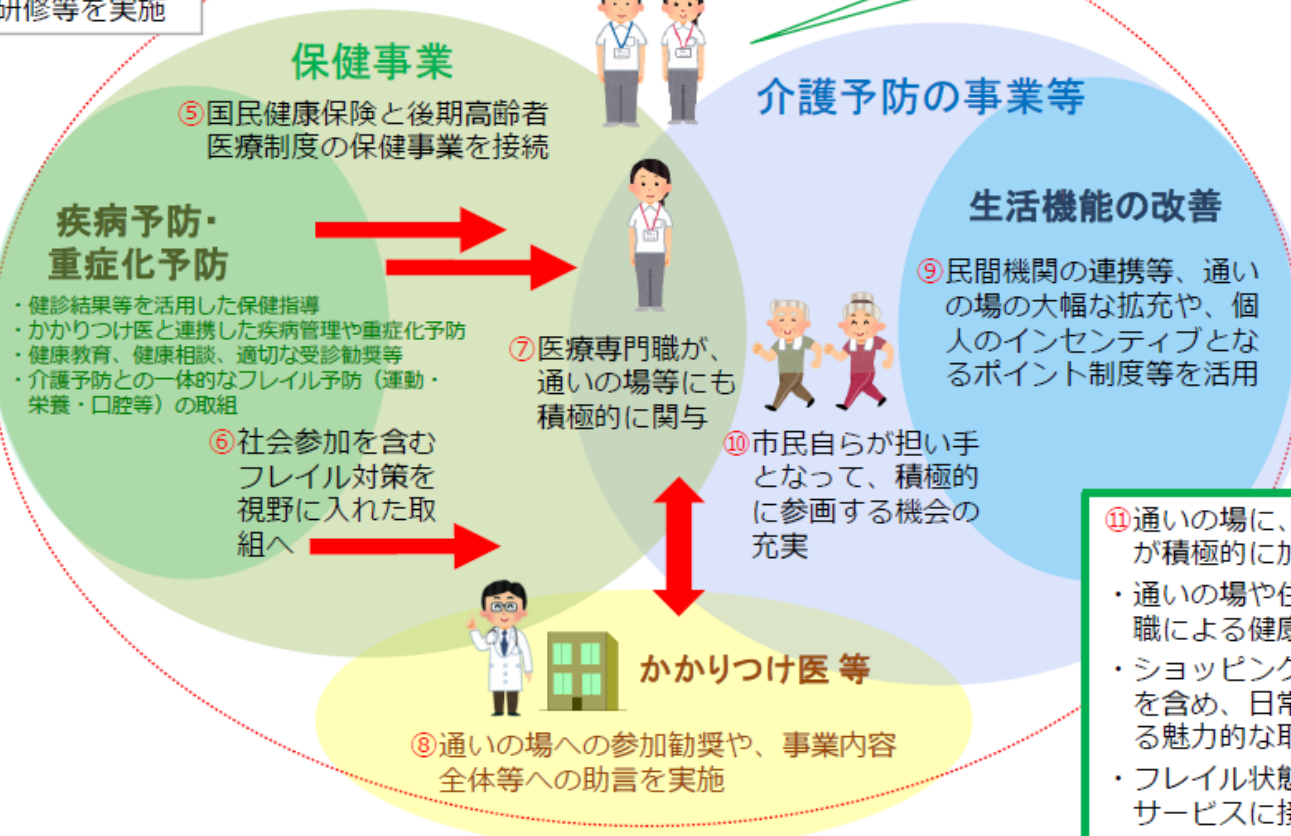 研修等を実施
保健事業
⑤国民健康保険と後期高齢者
医療制度の保健事業を接続
介護予防の事業等
疾病予防・
重症化予防
・健診結果等を活用した保健指導
・かかりつけ医と連携した疾病管理や重症化予防
・健康教育、健康相談、適切な受診勧奨等
・介護予防との一体的なフレイル予防（運動・
栄養・口腔等）の取組
⑥社会参加を含む
フレイル対策を
視野に入れた取
組へ
⑦医療専門職が、
通いの場等にも
積極的に関与
生活機能の改善
⑨民間機関の連携等、通い
の場の大幅な拡充や、個
人のインセンティブとな
るポイント制度等を活用
⑩市民自らが担い手
となって、積極的
に参画する機会の
充実
かかりつけ医 等
⑧通いの場への参加勧奨や、事業内容
全体等への助言を実施
⑪通いの場に、
が積極的に
・通いの場や
職による健
・ショッピング
を含め、日常
る魅力的な
・フレイル状態
サービスに